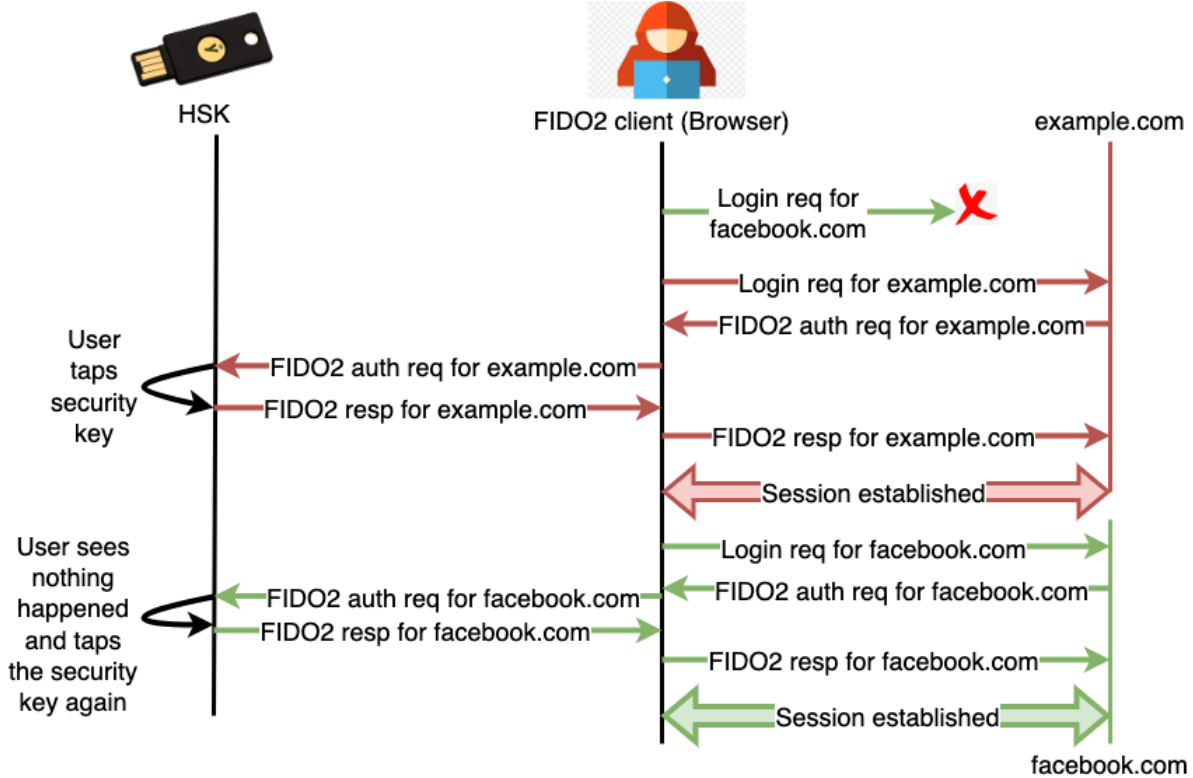 HSK
FIDO2 client (Browser)
example.com
Login req for
facebook.com
Login req for example.com
FIDO2 auth req for example.com
User
taps
security
key
FIDO2 auth req for example.com
FIDO2 resp for example.com
FIDO2 resp for example.com
Session established
User sees
nothing
happened
and taps
the security
key again
Login req for facebook.com
FIDO2 auth req for facebook.com
FIDO2 auth req for facebook.com
FIDO2 resp for facebook.com
FIDO2 resp for facebook.com
Session established
facebook.com